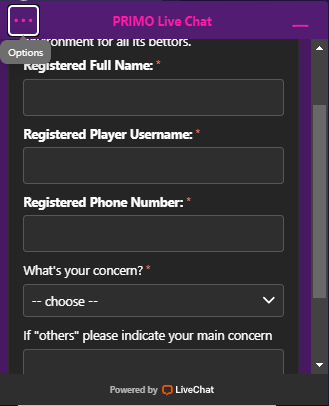 PRIMO Live Chat
Options
environment for all its bettors.
Registered Full Name: *
Registered Player Username: *
Registered Phone Number: *
What's your concern? *
-- choose --
If "others" please indicate your main concern
Powered by LiveChat